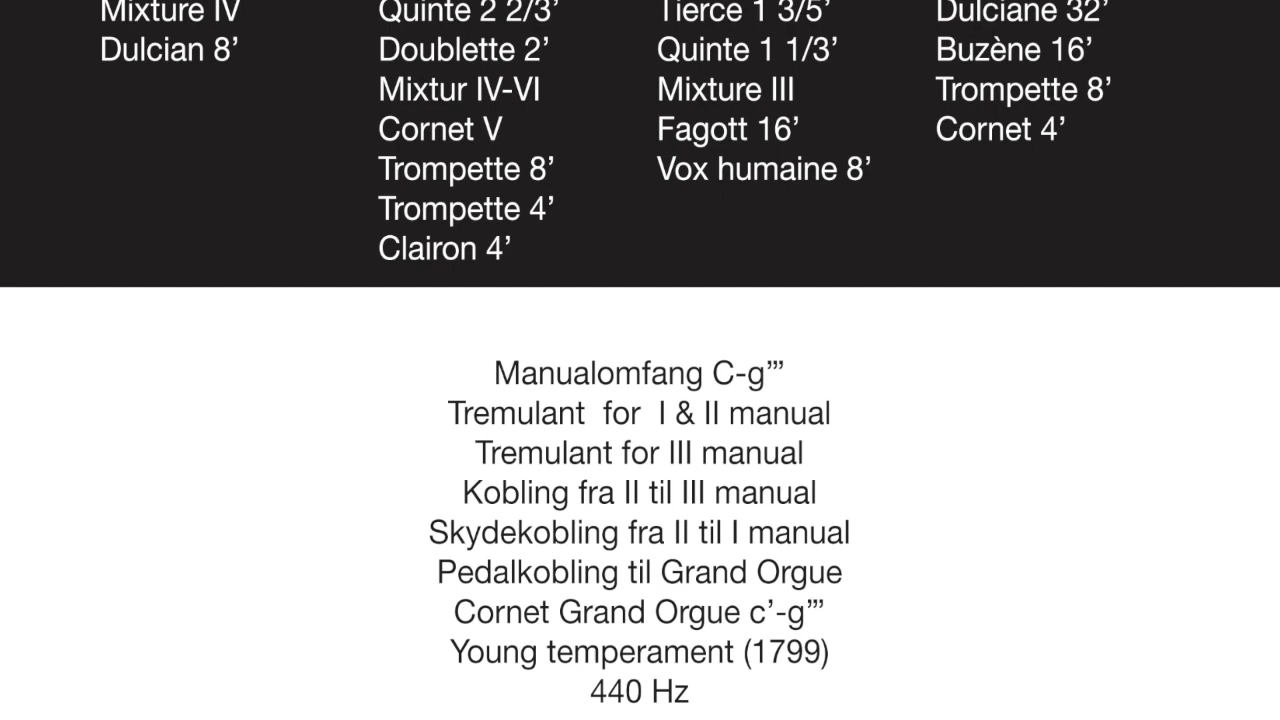 Mixture IV
Dulcian 8’
Quinte 2 2/3’
Doublette 2’
Mixtur IV-VI
Cornet V
Trompette 8’
Trompette 4’
Clairon 4’
Tierce 1 3/5’
Quinte 1 1/3’
Mixture III
Fagott 16’
Vox humaine 8’
Dulciane 32’
Buzène 16’
Trompette 8’
Cornet 4’
Manualomfang C-g’’’
Tremulant for I & II manual
Tremulant for III manual
Kobling fra II til III manual
Skydekobling fra II til I manual
Pedalkobling til Grand Orgue
Cornet Grand Orgue c’-g’’’
Young temperament (1799)
440 Hz